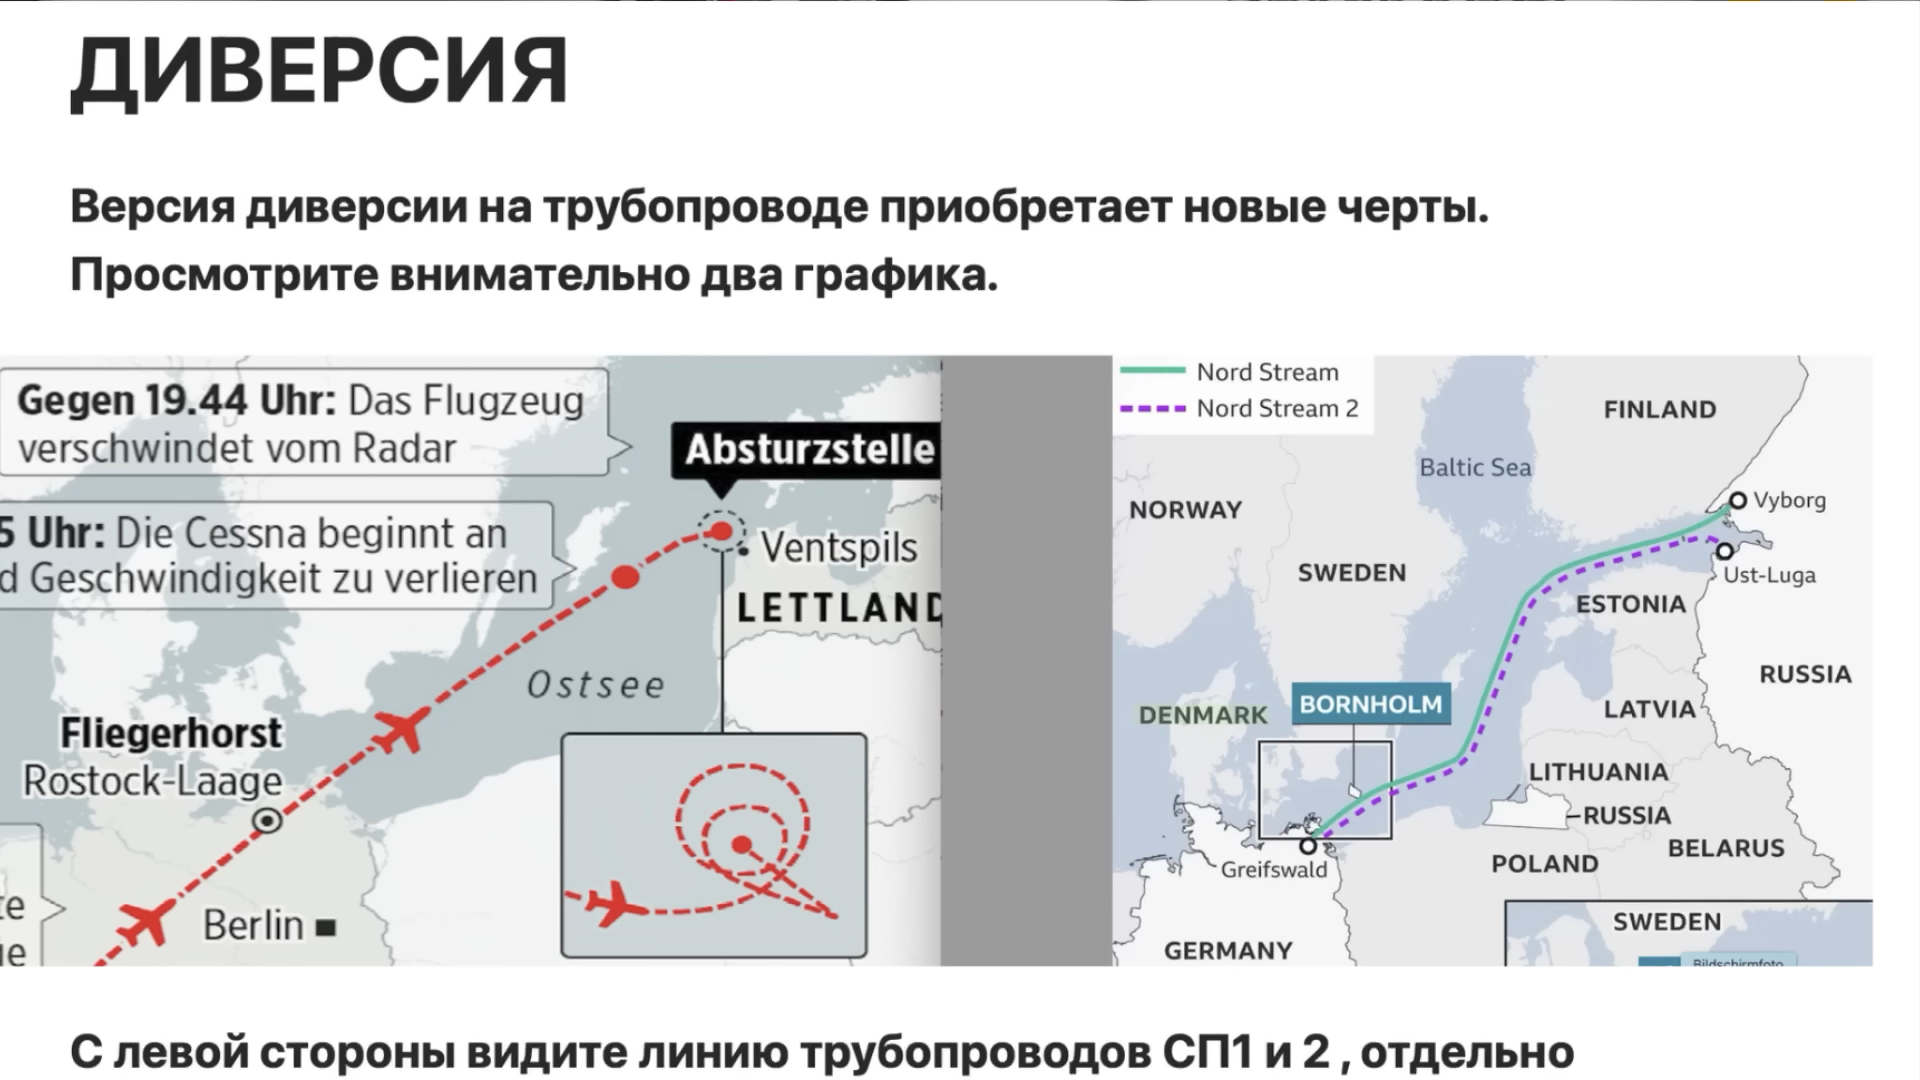 ДИВЕРСИЯ
Версия диверсии на трубопроводе приобретает новые черты.
Просмотрите внимательно два графика.
Gegen 19.44 Uhr: Das Flugzeug
verschwindet vom Radar
Absturzstelle
5 Uhr: Die Cessna beginnt an
d Geschwindigkeit zu verlieren
Ventspils
LETTLAND
Ostsee
Fliegerhorst
Rostock-Laage
Berlin
te
Nord Stream
Nord Stream 2
FINLAND
Baltic Sea
Vyborg
NORWAY
SWEDEN
Ust-Luga
ESTONIA
RUSSIA
BORNHOLM
DENMARK
LATVIA
LITHUANIA
RUSSIA
BELARUS
POLAND
Greifswald
GERMANY
SWEDEN
Bildschirmfoto
С левой стороны видите линию трубопроводов СП1 и 2 , отдельно